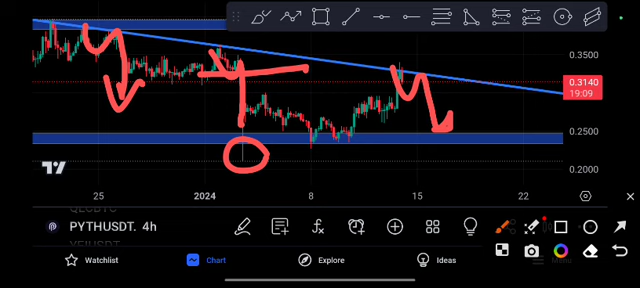 0.3500
0.3140
19:09
0.2500
0.2000
25
2024
8
15
22
PYTHUSDT. 4h
Watchlist
Chart
Explore
Ideas